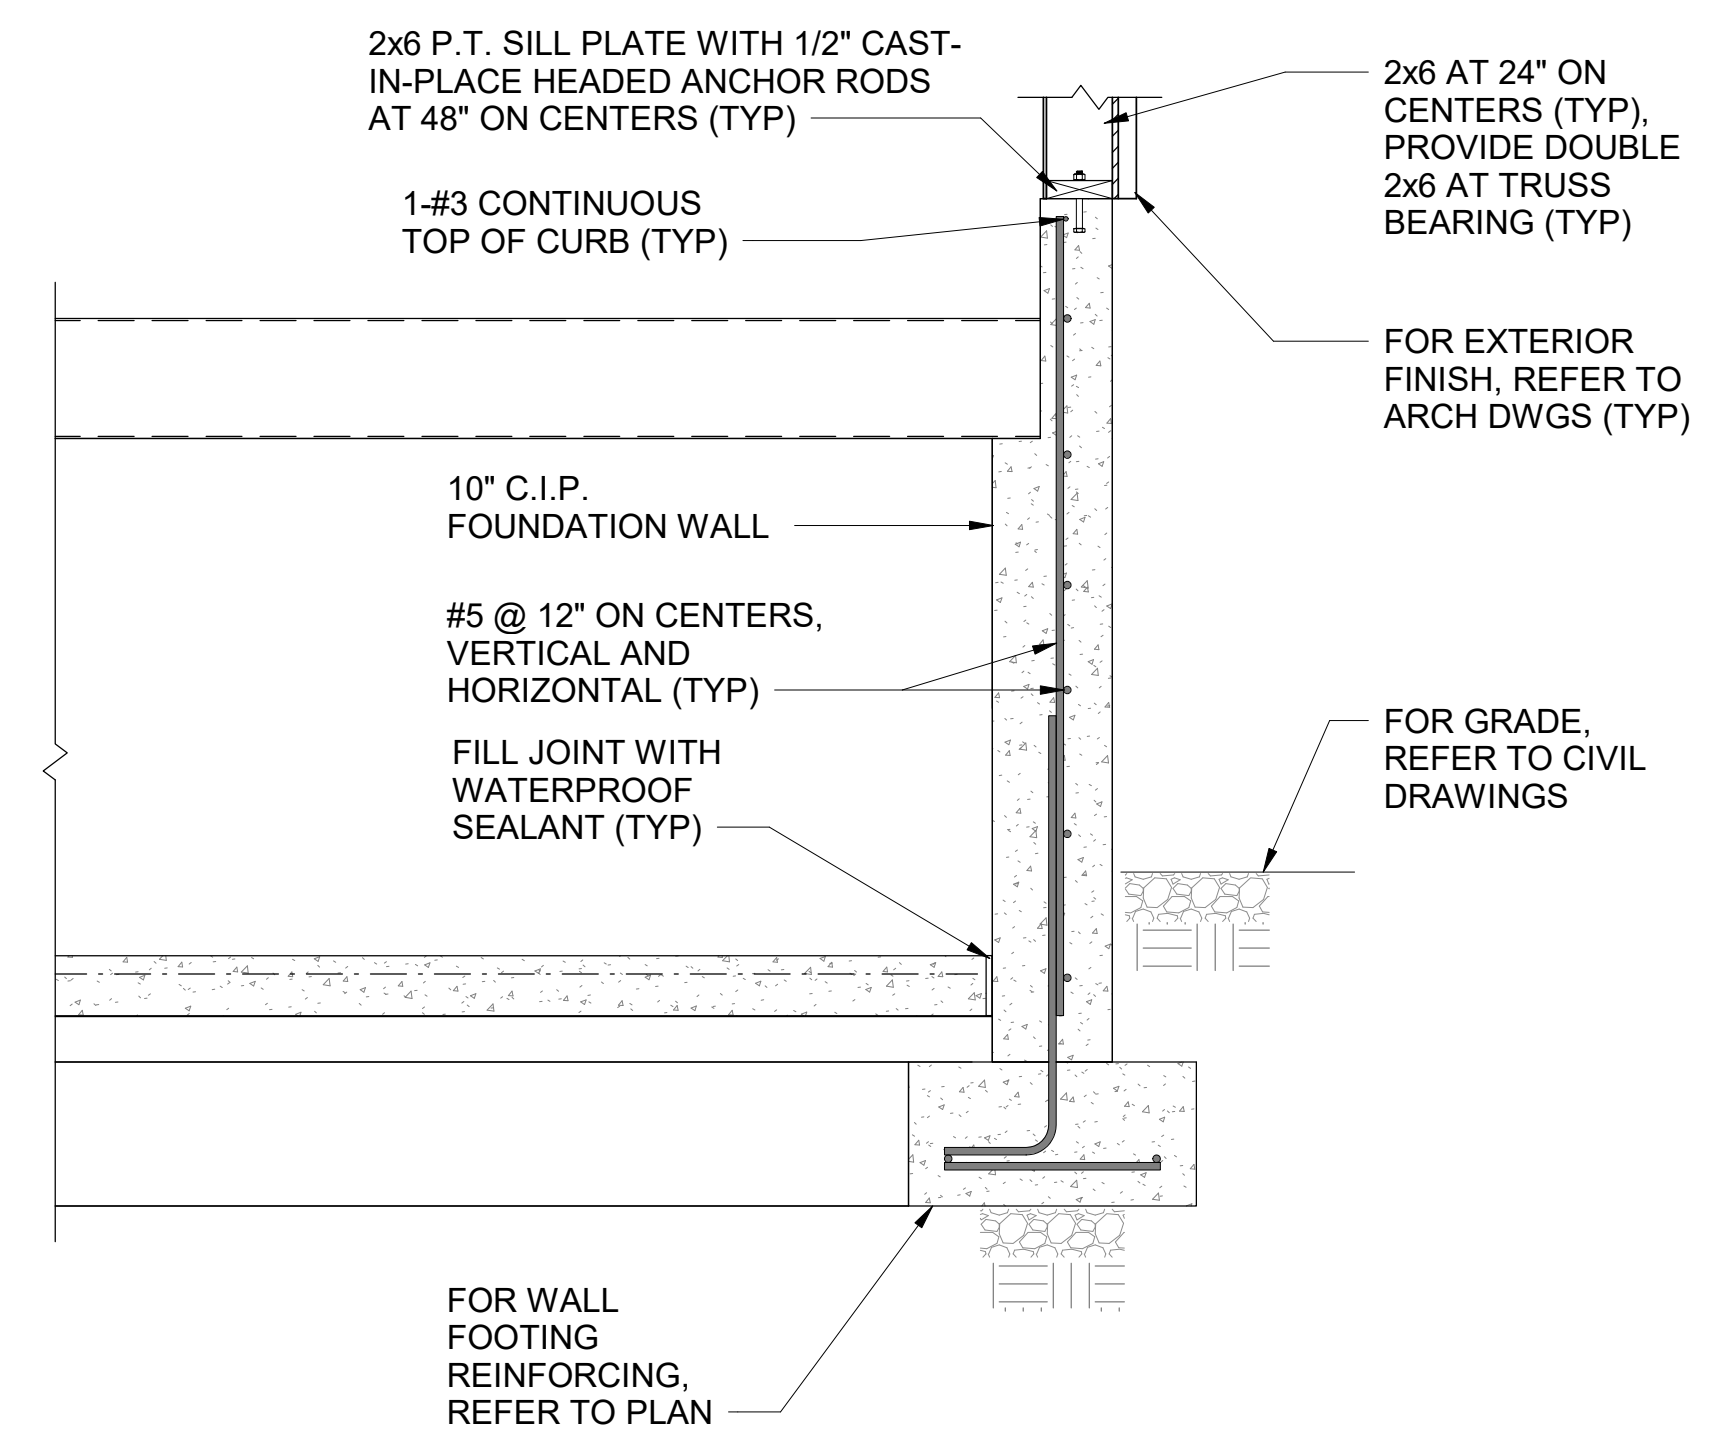 2x6 P.T. SILL PLATE WITH 1/2" CAST-
IN-PLACE HEADED ANCHOR RODS
AT 48" ON CENTERS (TYP)
2x6 AT 24" ON
CENTERS (TYP),
PROVIDE DOUBLE
2x6 AT TRUSS
BEARING (TYP)
1-#3 CONTINUOUS
TOP OF CURB (TYP)
FOR EXTERIOR
FINISH, REFER TO
ARCH DWGS (TYP)
10" C.I.P.
FOUNDATION WALL
#5 @ 12" ON CENTERS,
VERTICAL AND
HORIZONTAL (TYP)
FOR GRADE,
REFER TO CIVIL
DRAWINGS
FILL JOINT WITH
WATERPROOF
SEALANT (TYP)
FOR WALL
FOOTING
REINFORCING,
REFER TO PLAN